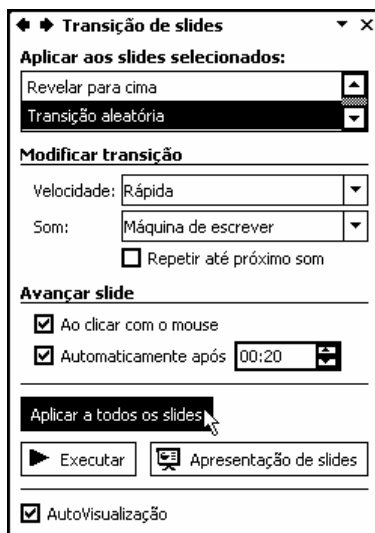 Transição de slides
Aplicar aos slides selecionados:
Revelar para cima
Transição aleatória
Modificar transição
Velocidade: Rápida
Som: Máquina de escrever
Repetir até próximo som
Avançar slide
Ao clicar com o mouse
Automaticamente após 00:20
Aplicar a todos os slides
Executar Apresentação de slides
AutoVisualização